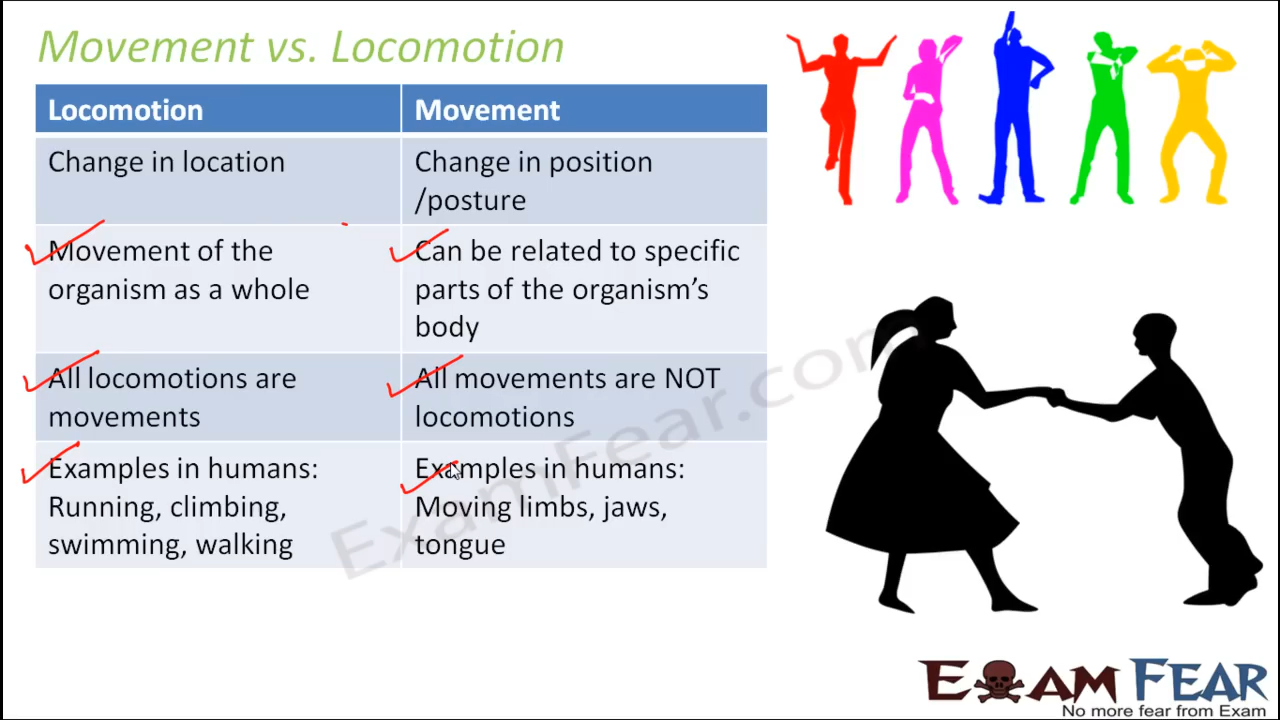 Movement vs. Locomotion
Locomotion
Movement
Change in location
Change in position
/posture
Movement of the
organism as a whole
Can be related to specific
parts of the organism’s
body
All locomotions are
movements
All movements are NOT
locomotions
Examples in humans:
Running, climbing,
swimming, walking
Examples in humans:
Moving limbs, jaws,
tongue
ExamFear.com
EXAM FEAR
No more fear from Exam